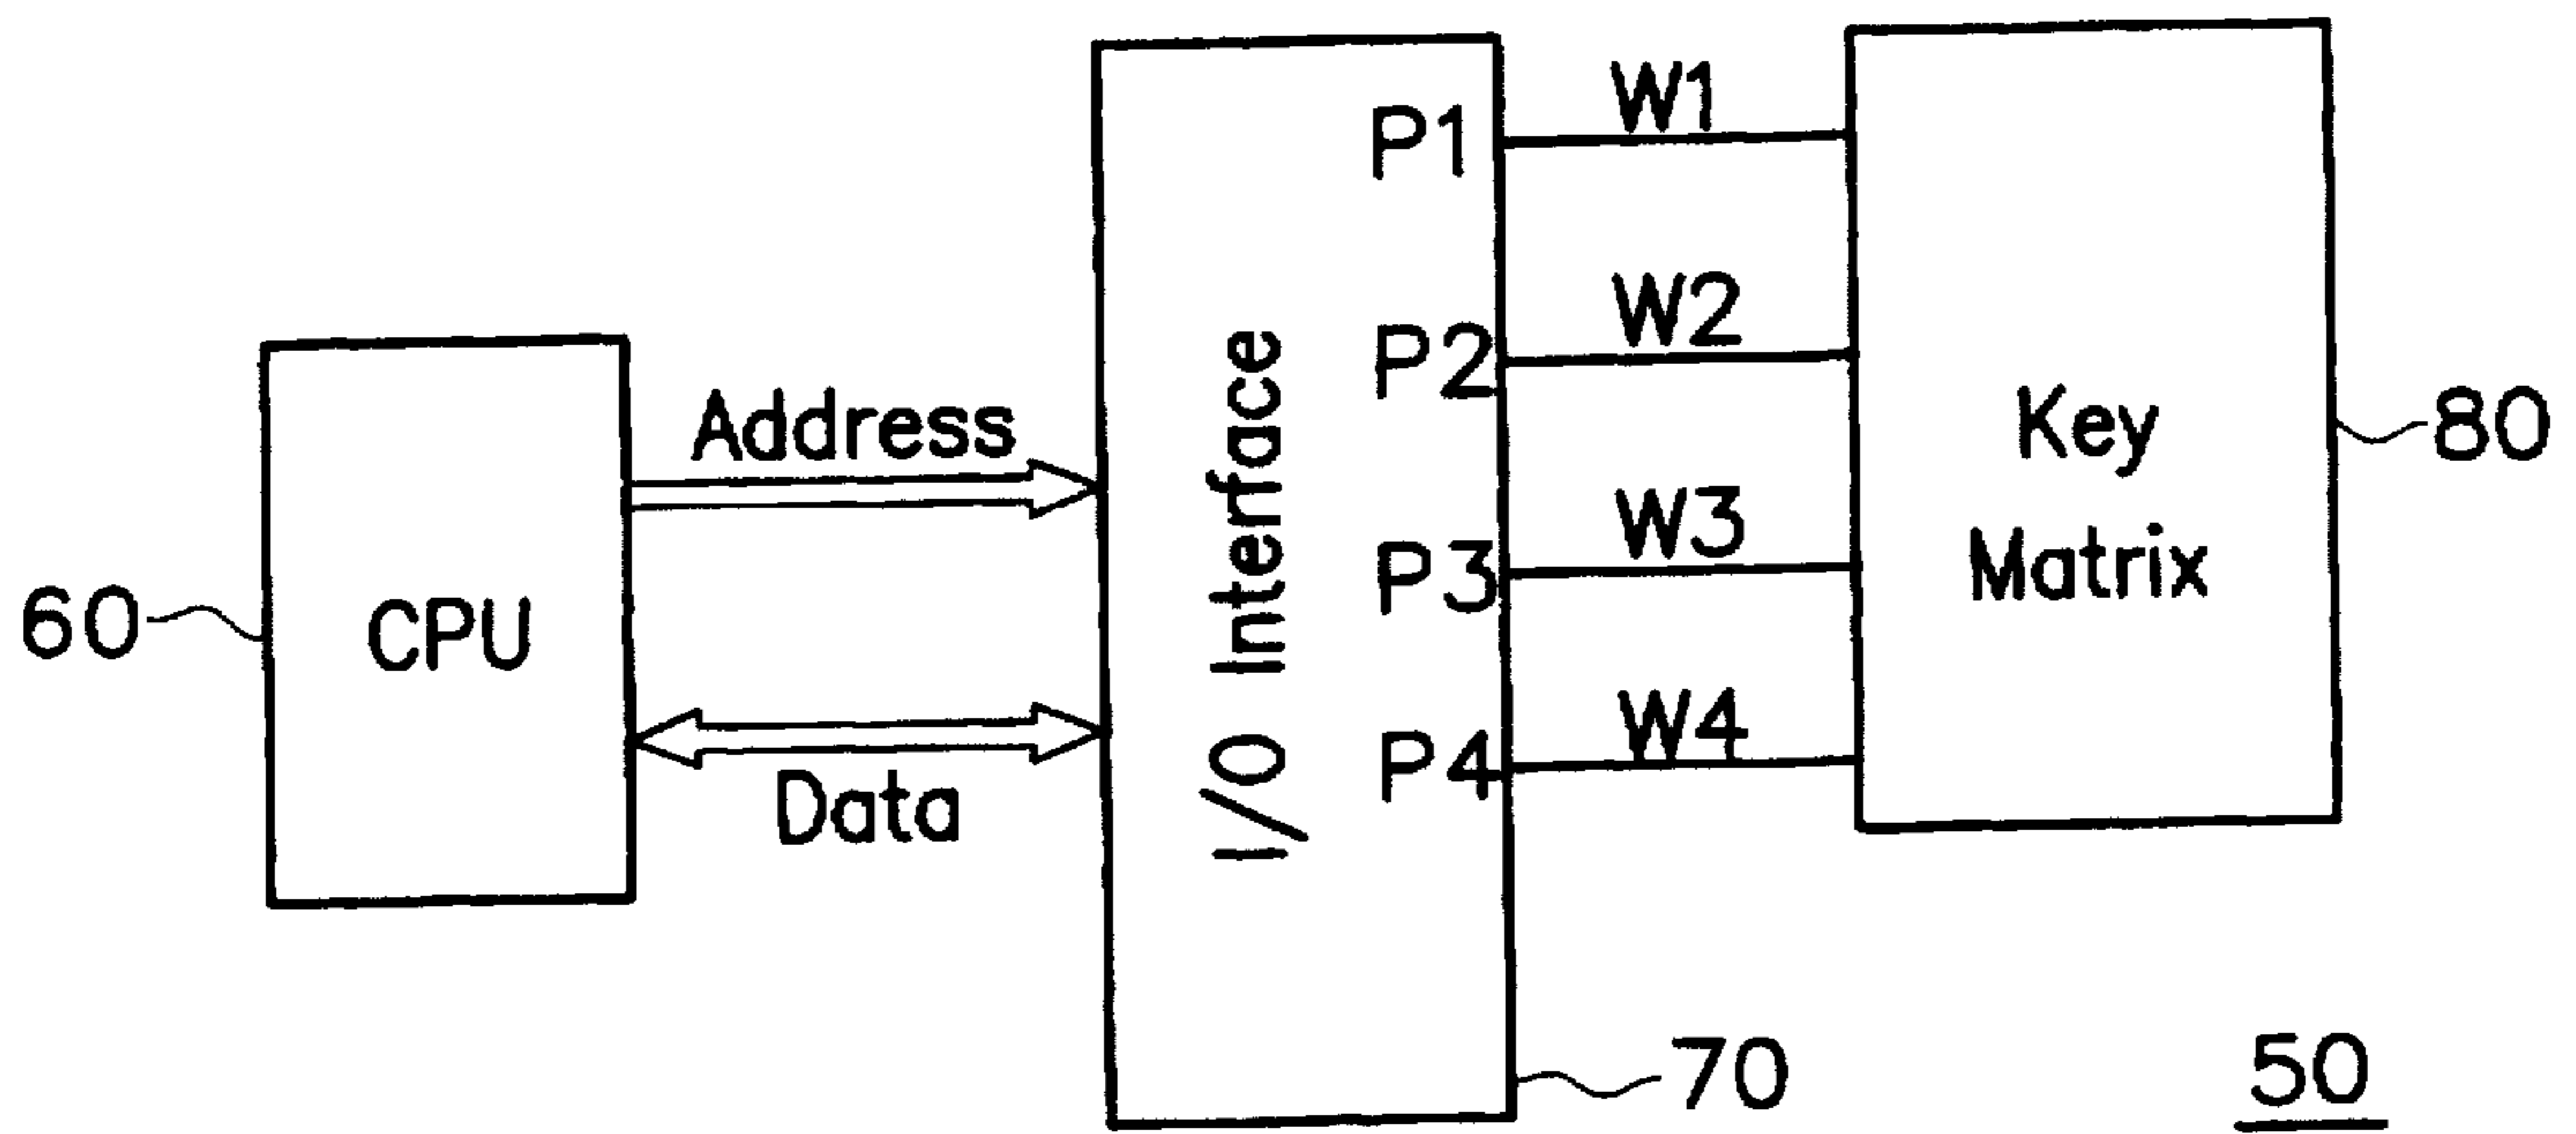 60
CPU
Address
Data
I/O Interface
P1
P2
P3
P4
W1
W2
W3
W4
Key
Matrix
80
70
50